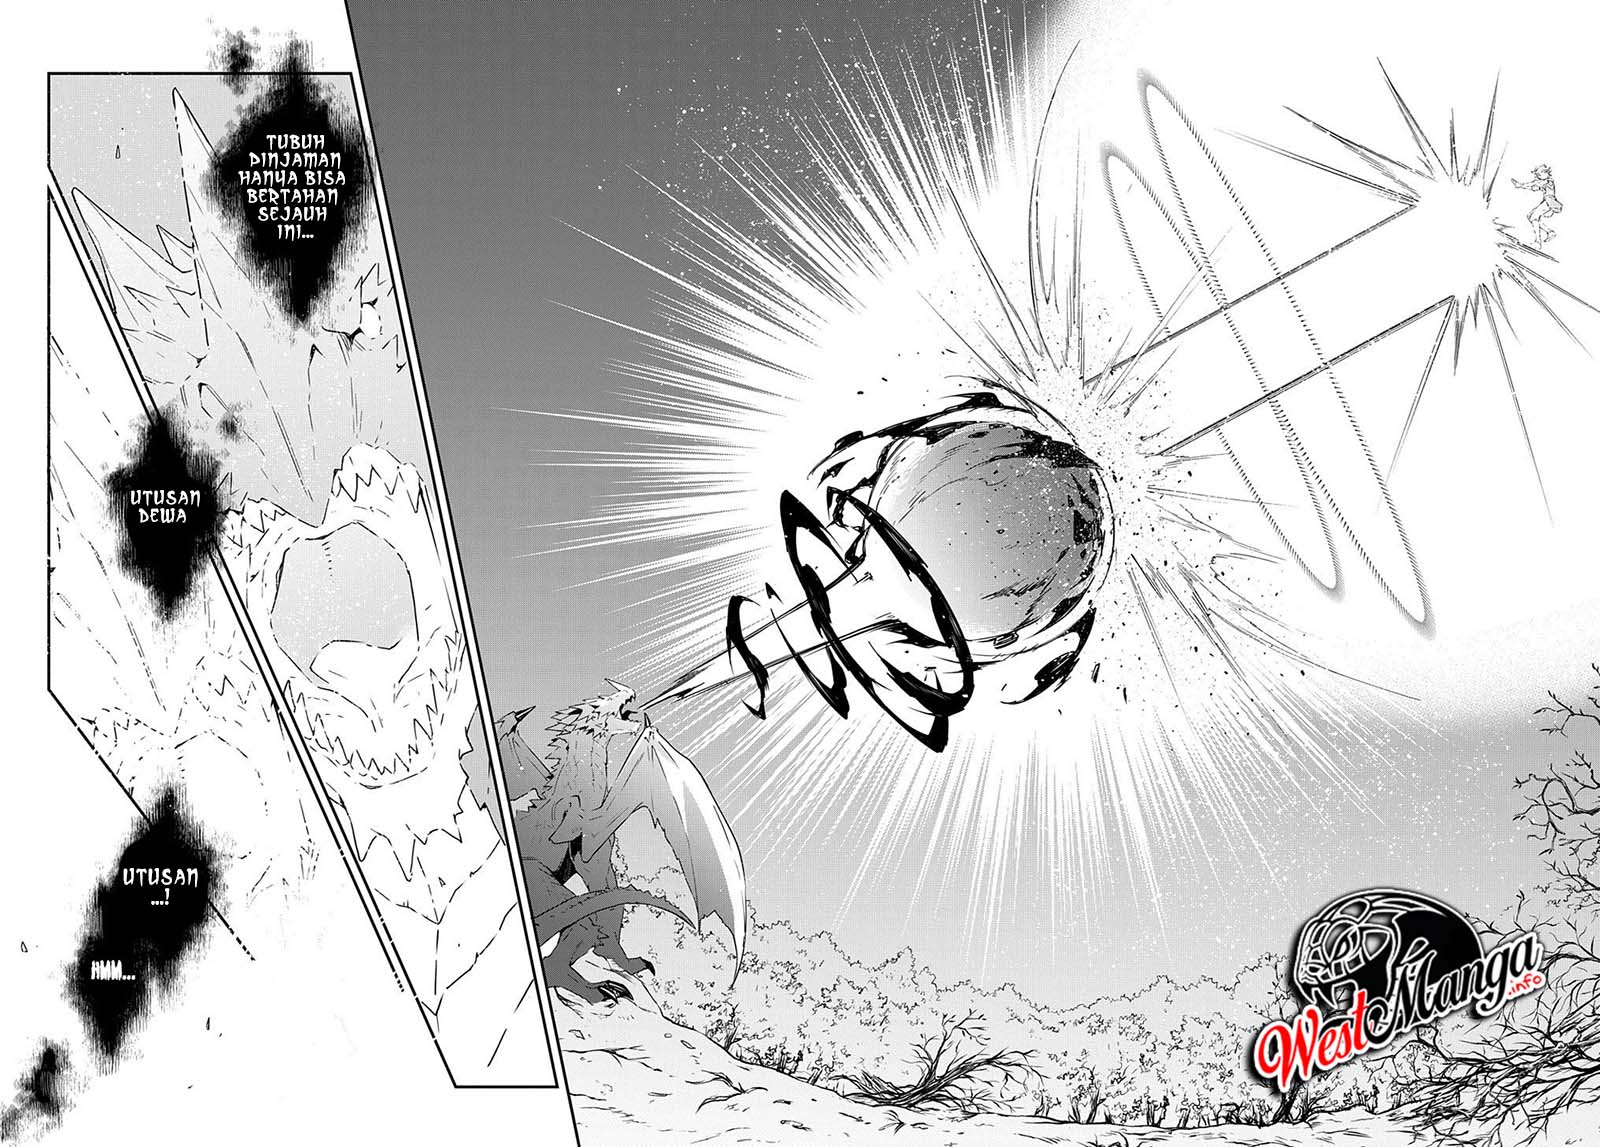 TUBUH
PINJAMAN
HANYA BISA
BERTAHAN
SEJAUH
INI...
UTUSAN
DEWA
UTUSAN
...!
HMM...
WestManga
.info